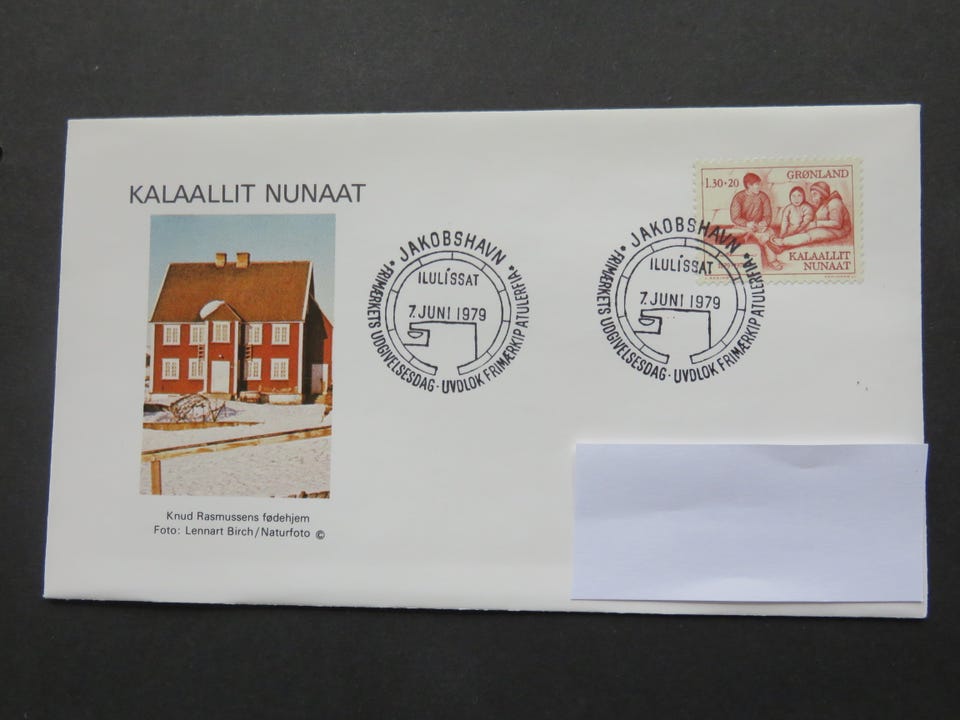 KALAALLIT NUNAAT
Knud Rasmussens fødehjem
Foto: Lennart Birch/Naturfoto ©
• JAKOBSHAVN •
ILULÍSSAT
7. JUNI 1979
FRIMÆRKETS UDGIVELSESDAG · UVDLOK FRIMÆRKIP ATULERFIA
• JAKOBSHAVN •
ILULÍSSAT
7. JUNI 1979
FRIMÆRKETS UDGIVELSESDAG · UVDLOK FRIMÆRKIP ATULERFIA
1.30+20 GRØNLAND
KALAALLIT
NUNAAT